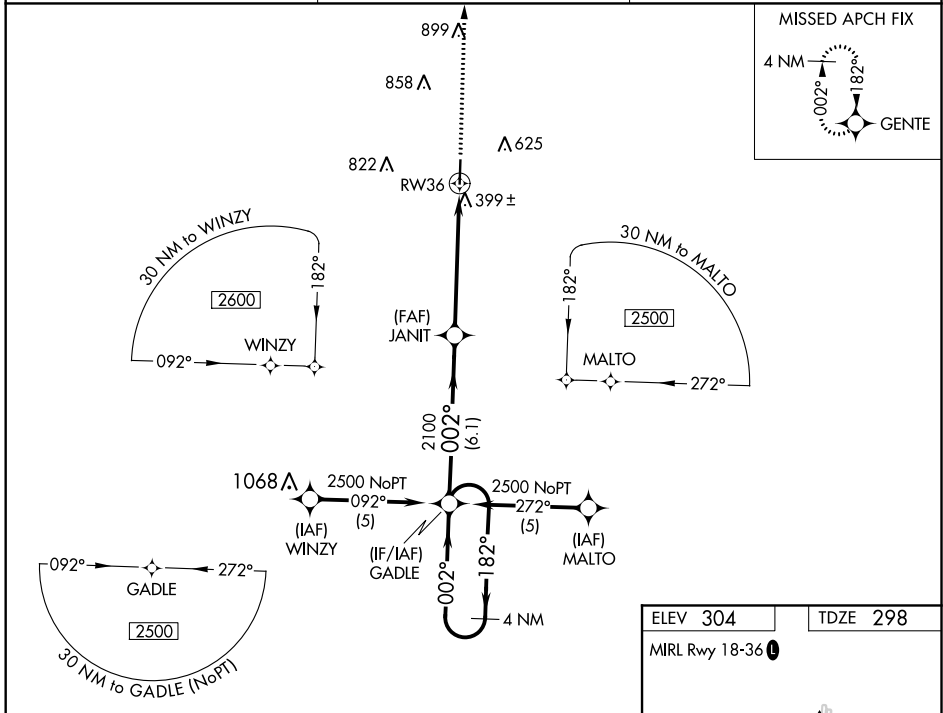 MISSED APCH FIX
4 NM
002°
182°
GENTE
899
858
625
822
RW36
399±
30 NM to WINZY
182°
2600
WINZY
092°
(FAF)
JANIT
30 NM to MALTO
182°
2500
MALTO
272°
2100
002°
(6.1)
1068
2500 NoPT
092°
(5)
(IAF)
WINZY
(IF/IAF)
GADLE
2500 NoPT
272°
(5)
(IAF)
MALTO
002°
182°
4 NM
092°
272°
GADLE
2500
30 NM to GADLE (NoPT)
ELEV 304
TDZE 298
MIRL Rwy 18-36 L